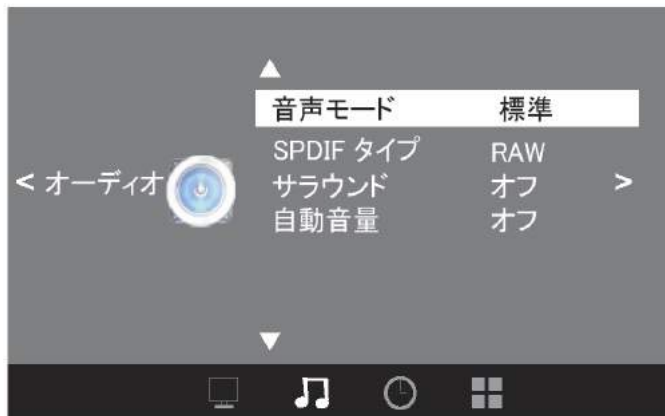 音声モード 標準
SPDIF タイプ RAW
< オーディオ サラウンド オフ >
自動音量 オフ